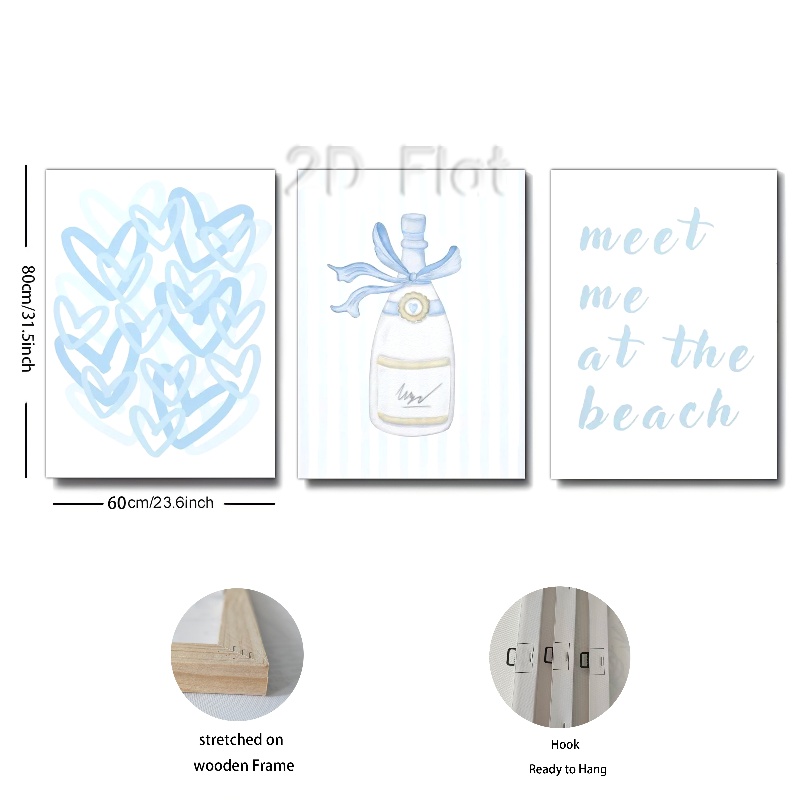 2D Flat
80cm/31.5inch
meet
me
at the
beach
60cm/23.6inch
stretched on
wooden Frame
Hook
Ready to Hang